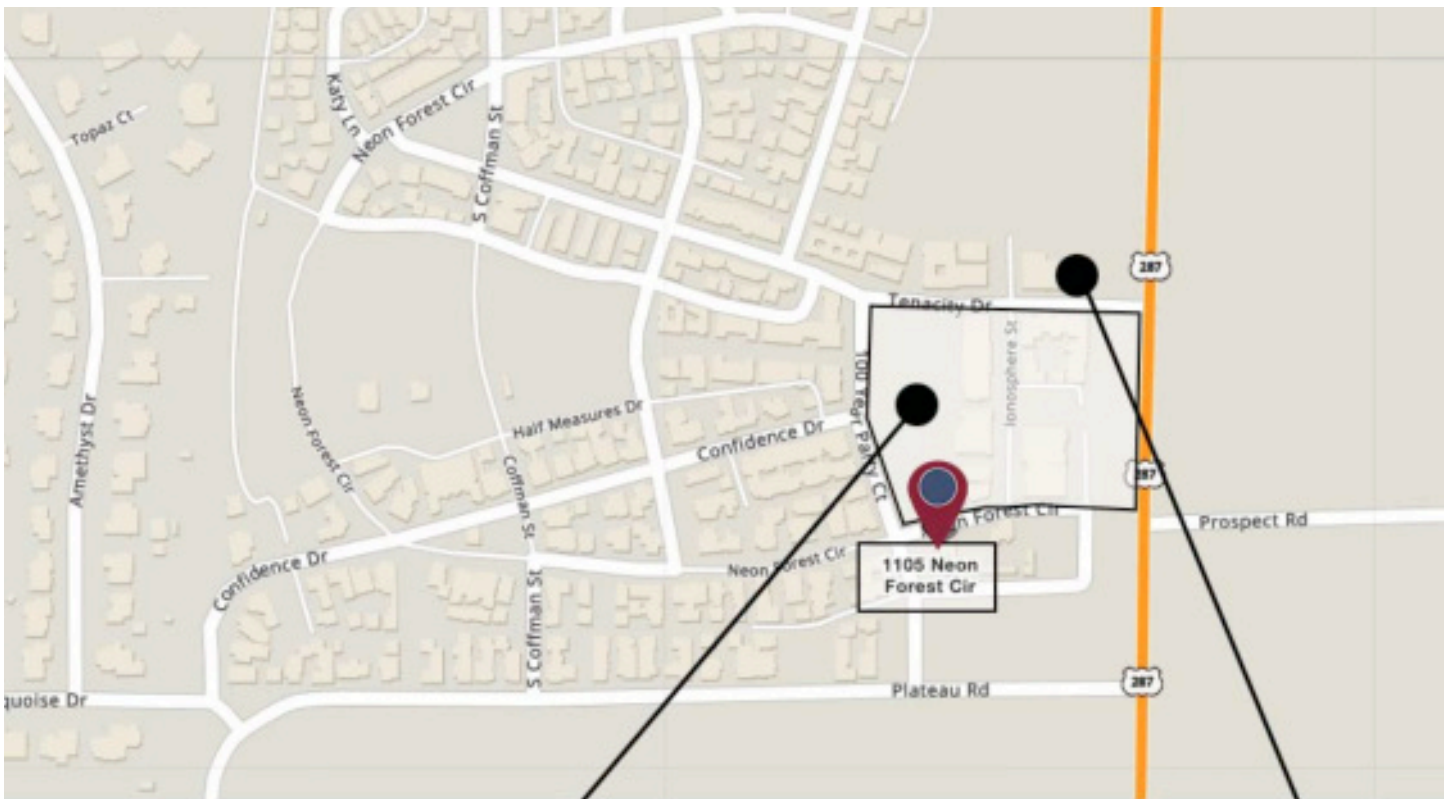 Topaz Ct
Katy Ln
Neon Forest Cir
S Coffman St
287
Tenacity Dr
Ionosphere St
100 Year Party Ct
Amethyst Dr
Neon Forest Cir
Half Measures Dr
Confidence Dr
Coffman St
287
Forest Cir
Prospect Rd
Neon Forest Cir
1105 Neon
Forest Cir
Confidence Dr
S Coffman St
quoise Dr
Plateau Rd
287